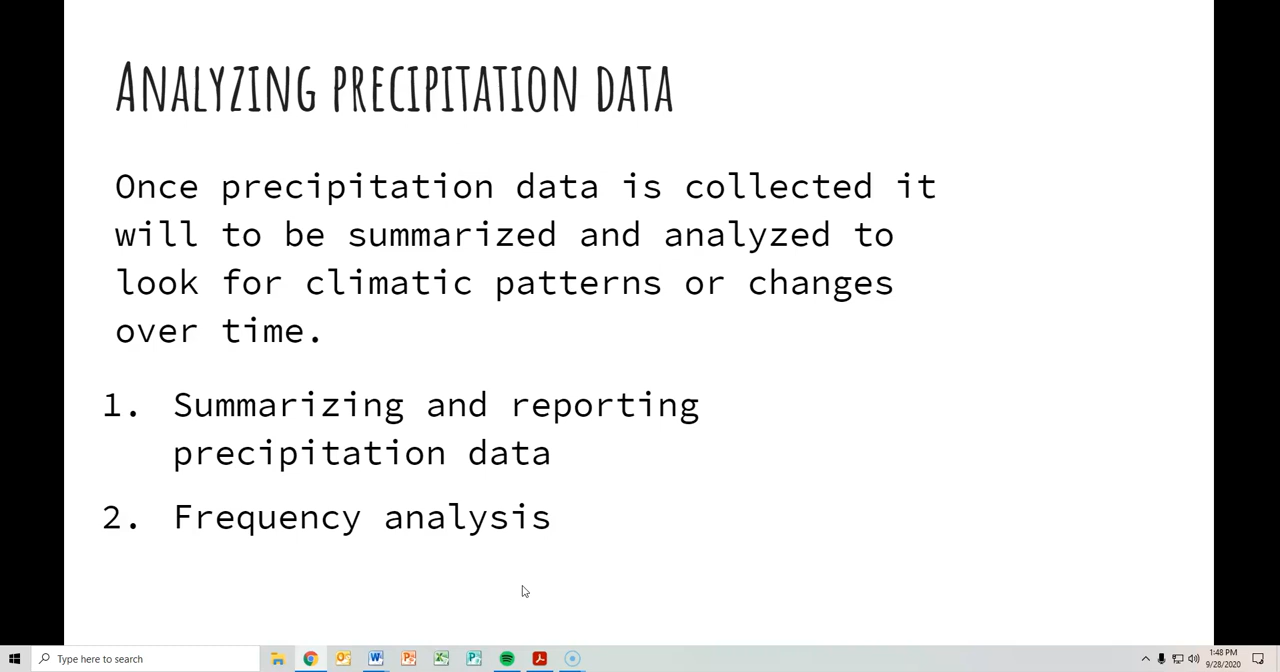 Analyzing precipitation data
Once precipitation data is collected it
will to be summarized and analyzed to
look for climatic patterns or changes
over time.
1. Summarizing and reporting
precipitation data
2. Frequency analysis
Type here to search
1:48 PM
9/28/2020